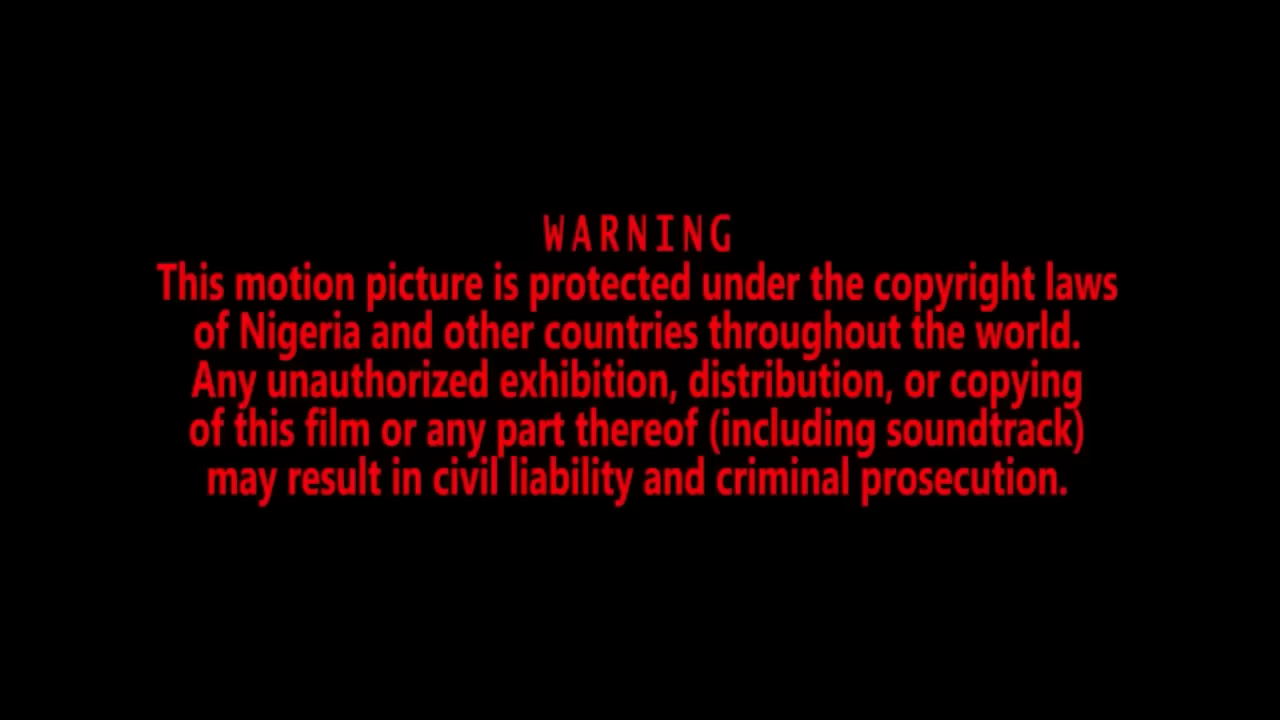 WARNING
This motion picture is protected under the copyright laws
of Nigeria and other countries throughout the world.
Any unauthorized exhibition, distribution, or copying
of this film or any part thereof (including soundtrack)
may result in civil liability and criminal prosecution.